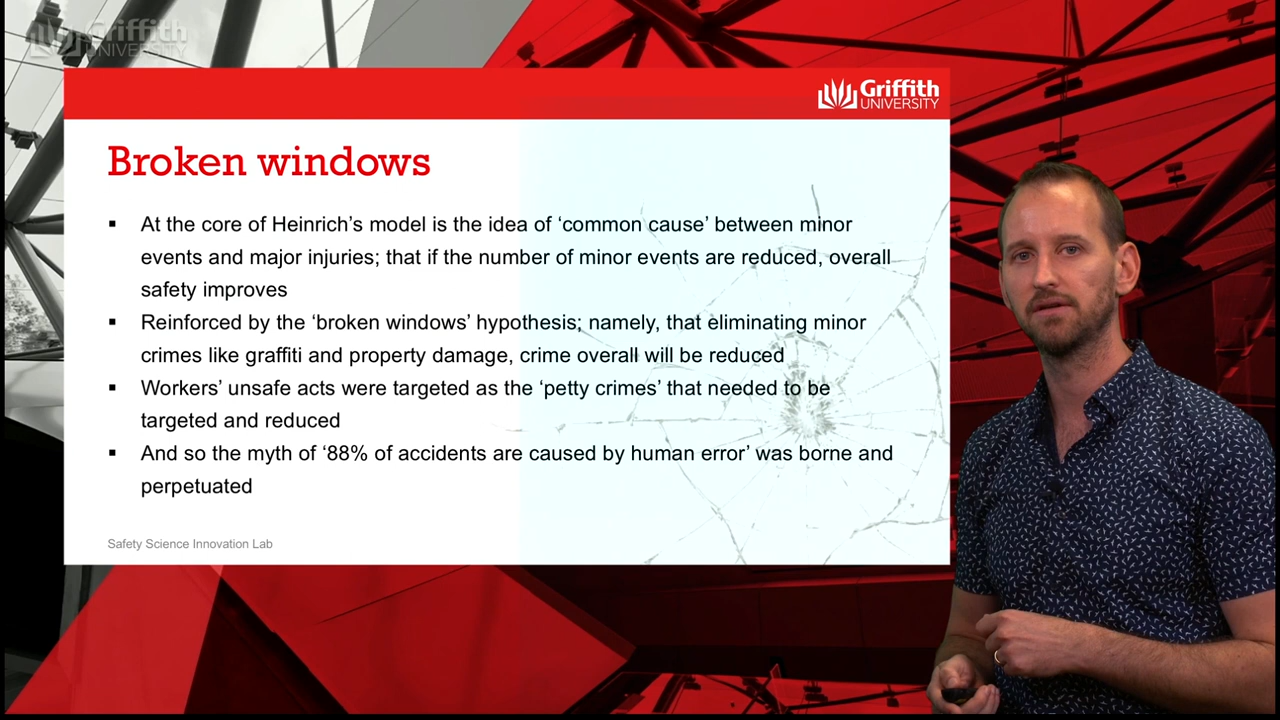 Griffith
UNIVERSITY
Griffith
UNIVERSITY
Broken windows
▪ At the core of Heinrich’s model is the idea of ‘common cause’ between minor
events and major injuries; that if the number of minor events are reduced, overall
safety improves
▪ Reinforced by the ‘broken windows’ hypothesis; namely, that eliminating minor
crimes like graffiti and property damage, crime overall will be reduced
▪ Workers’ unsafe acts were targeted as the ‘petty crimes’ that needed to be
targeted and reduced
▪ And so the myth of ‘88% of accidents are caused by human error’ was borne and
perpetuated
Safety Science Innovation Lab